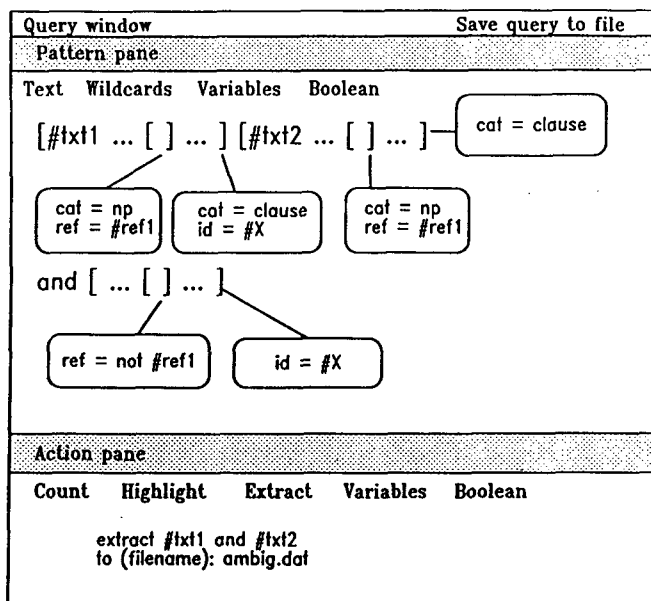 Query window Save query to file
Pattern pane
Text Wildcards Variables Boolean
[#txt1 ... [ ] ... ] [#txt2 ... [ ] ... ]
cat = clause
cat = np
ref = #ref1
cat = clause
id = #X
cat = np
ref = #ref1
and [ ... [ ] ... ]
ref = not #ref1
id = #X
Action pane
Count Highlight Extract Variables Boolean
extract #txt1 and #txt2
to (filename): ambig.dat